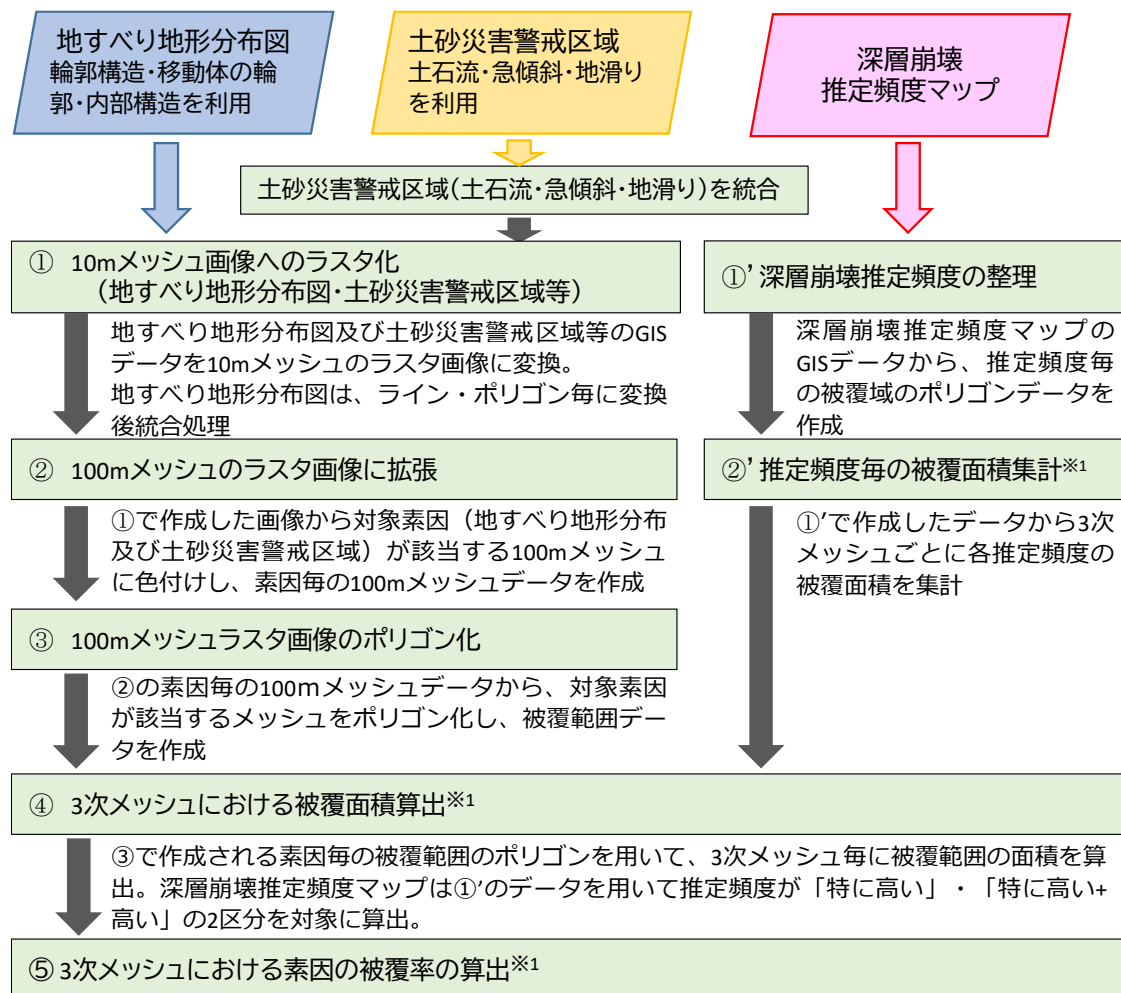 地すべり地形分布図
輪郭構造・移動体の輪
郭・内部構造を利用
土砂災害警戒区域
土石流・急傾斜・地滑り
を利用
深層崩壊
推定頻度マップ
土砂災害警戒区域(土石流・急傾斜・地滑り)を統合
① 10mメッシュ画像へのラスタ化
（地すべり地形分布図・土砂災害警戒区域等）
地すべり地形分布図及び土砂災害警戒区域等のGIS
データを10mメッシュのラスタ画像に変換。
地すべり地形分布図は、ライン・ポリゴン毎に変換
後統合処理
② 100mメッシュのラスタ画像に拡張
①で作成した画像から対象素因（地すべり地形分布
及び土砂災害警戒区域）が該当する100mメッシュ
に色付けし、素因毎の100mメッシュデータを作成
③ 100mメッシュラスタ画像のポリゴン化
②の素因毎の100ｍメッシュデータから、対象素因
が該当するメッシュをポリゴン化し、被覆範囲デー
タを作成
①’深層崩壊推定頻度の整理
深層崩壊推定頻度マップの
GISデータから、推定頻度毎
の被覆域のポリゴンデータを
作成
②’推定頻度毎の被覆面積集計※1
①’で作成したデータから3次
メッシュごとに各推定頻度の
被覆面積を集計
④ 3次メッシュにおける被覆面積算出※1
③で作成される素因毎の被覆範囲のポリゴンを用いて、3次メッシュ毎に被覆範囲の面積を算
出。深層崩壊推定頻度マップは①’のデータを用いて推定頻度が「特に高い」・「特に高い+
高い」の2区分を対象に算出。
⑤ 3次メッシュにおける素因の被覆率の算出※1